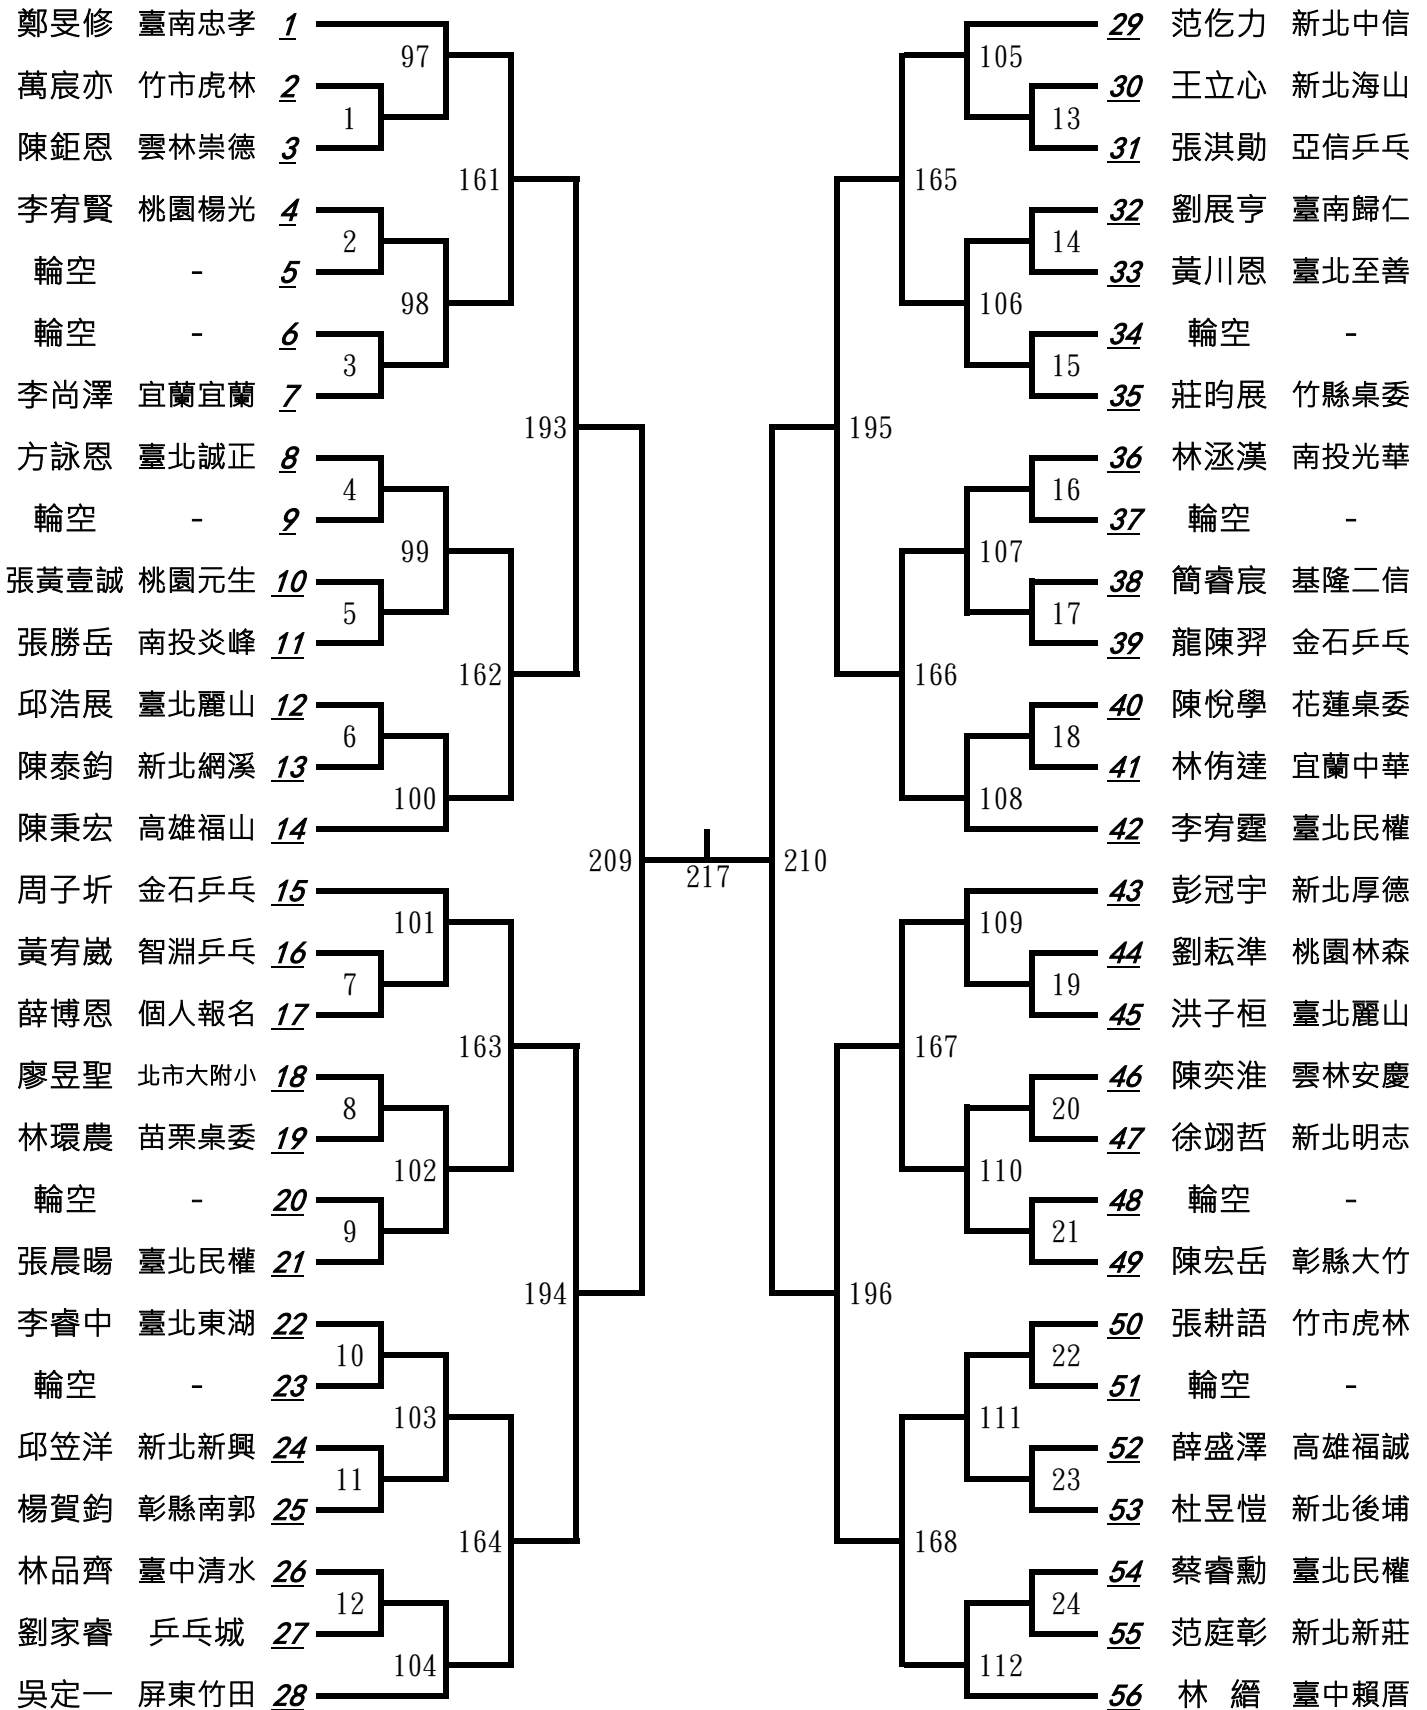 鄭旻修 臺南忠孝 1
萬宸亦 竹市虎林 2
陳鉅恩 雲林崇德 3
李宥賢 桃園楊光 4
輪空 - 5
輪空 - 6
李尚澤 宜蘭宜蘭 7
方詠恩 臺北誠正 8
輪空 - 9
張黃壹誠 桃園元生 10
張勝岳 南投炎峰 11
邱浩展 臺北麗山 12
陳泰鈞 新北網溪 13
陳秉宏 高雄福山 14
周子圻 金石乒乓 15
黃宥崴 智淵乒乓 16
薛博恩 個人報名 17
廖昱聖 北市大附小 18
林環農 苗栗桌委 19
輪空 - 20
張晨暘 臺北民權 21
李睿中 臺北東湖 22
輪空 - 23
邱笠洋 新北新興 24
楊賀鈞 彰縣南郭 25
林品齊 臺中清水 26
劉家睿 乒乓城 27
吳定一 屏東竹田 28
1
2
3
4
5
6
7
8
9
10
11
12
97
98
99
100
101
102
103
104
161
162
163
164
193
194
209
217
210
195
196
165
166
167
168
105
106
107
108
109
110
111
112
13
14
15
16
17
18
19
20
21
22
23
24
29 范仡力 新北中信
30 王立心 新北海山
31 張淇勛 亞信乒乓
32 劉展亨 臺南歸仁
33 黃川恩 臺北至善
34 輪空 -
35 莊昀展 竹縣桌委
36 林丞漢 南投光華
37 輪空 -
38 簡睿宸 基隆二信
39 龍陳羿 金石乒乓
40 陳悅學 花蓮桌委
41 林侑達 宜蘭中華
42 李宥霆 臺北民權
43 彭冠宇 新北厚德
44 劉耘準 桃園林森
45 洪子桓 臺北麗山
46 陳奕淮 雲林安慶
47 徐翊哲 新北明志
48 輪空 -
49 陳宏岳 彰縣大竹
50 張耕語 竹市虎林
51 輪空 -
52 薛盛澤 高雄福誠
53 杜昱愷 新北後埔
54 蔡睿勳 臺北民權
55 范庭彰 新北新莊
56 林 縉 臺中賴厝